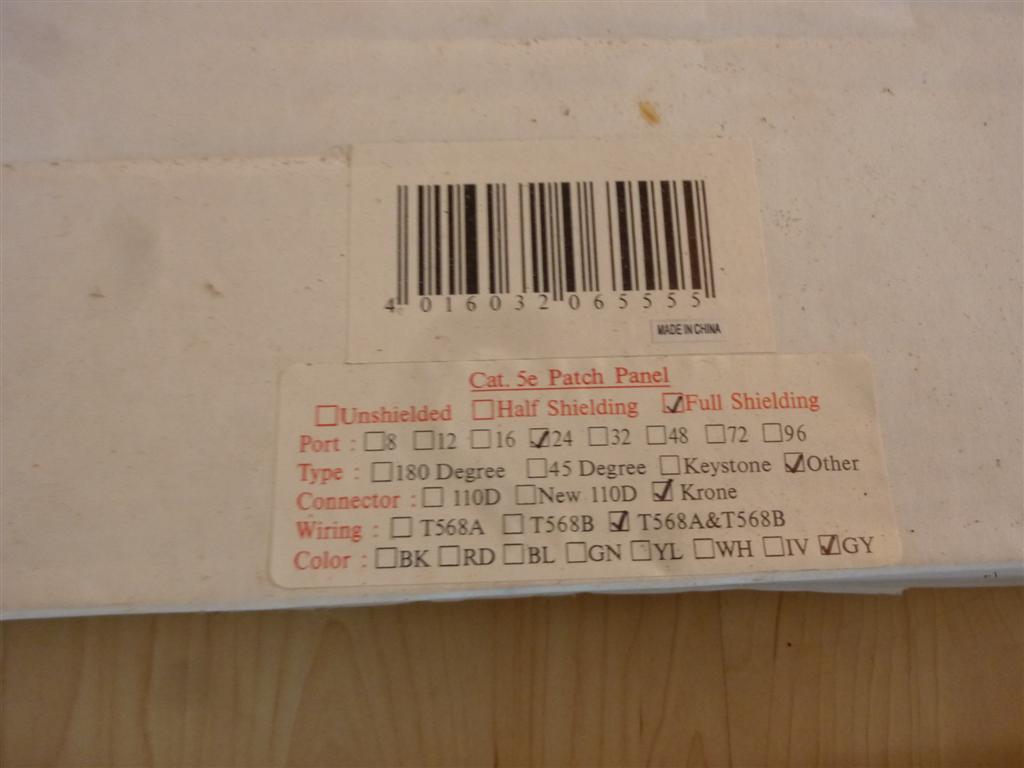 4 016032 065555
MADE IN CHINA
Cat. 5e Patch Panel
☐Unshielded ☐Half Shielding ☑Full Shielding
Port : ☐8 ☐12 ☐16 ☑24 ☐32 ☐48 ☐72 ☐96
Type : ☐180 Degree ☐45 Degree ☐Keystone ☑Other
Connector : ☐ 110D ☐New 110D ☑ Krone
Wiring : ☐ T568A ☐ T568B ☑ T568A&T568B
Color : ☐BK ☐RD ☐BL ☐GN ☐YL ☐WH ☐IV ☑GY